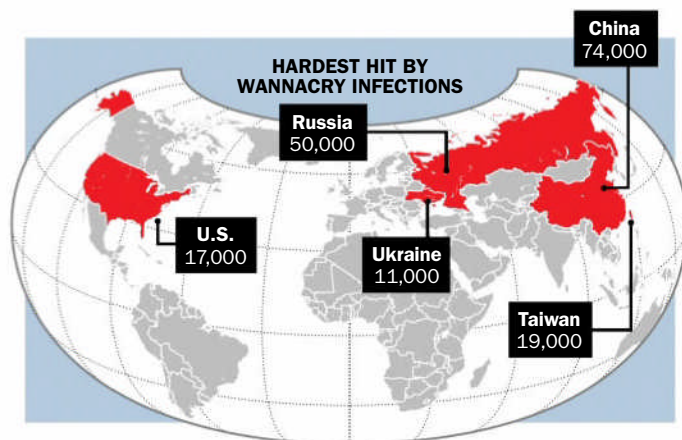 HARDEST HIT BY
WANNACRY INFECTIONS
China
74,000
Russia
50,000
U.S.
17,000
Ukraine
11,000
Taiwan
19,000